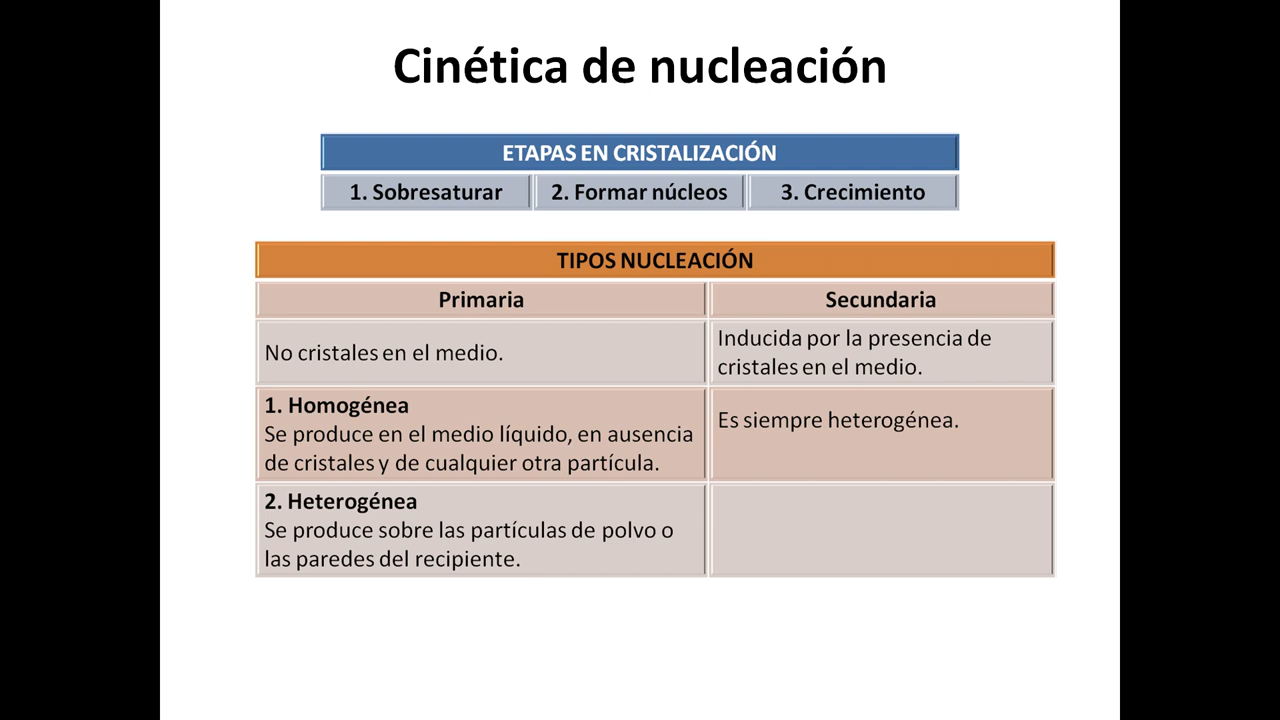 Cinética de nucleación
ETAPAS EN CRISTALIZACIÓN
1. Sobresaturar
2. Formar núcleos
3. Crecimiento
TIPOS NUCLEACIÓN
Primaria
Secundaria
No cristales en el medio.
Inducida por la presencia de
cristales en el medio.
1. Homogénea
Se produce en el medio líquido, en ausencia
de cristales y de cualquier otra partícula.
Es siempre heterogénea.
2. Heterogénea
Se produce sobre las partículas de polvo o
las paredes del recipiente.